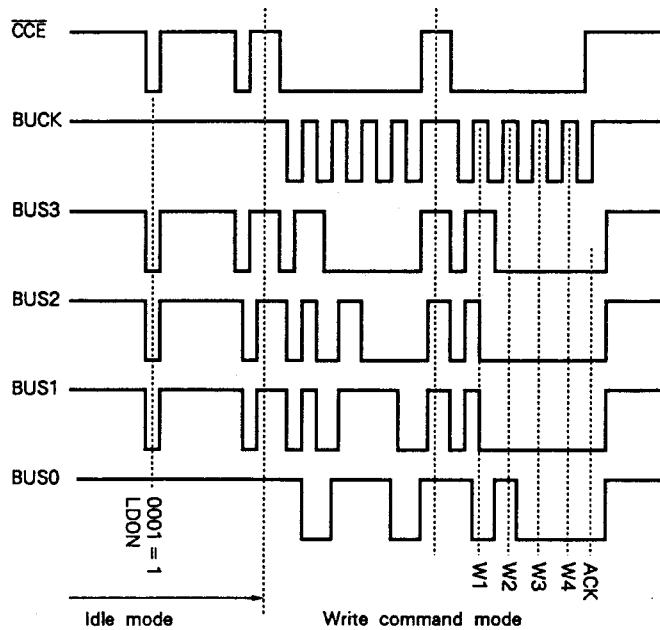 CCE
BUCK
BUS3
BUS2
BUS1
BUS0
0001 = 1
LDON
W1
W2
W3
W4
ACK
Idle mode
Write command mode